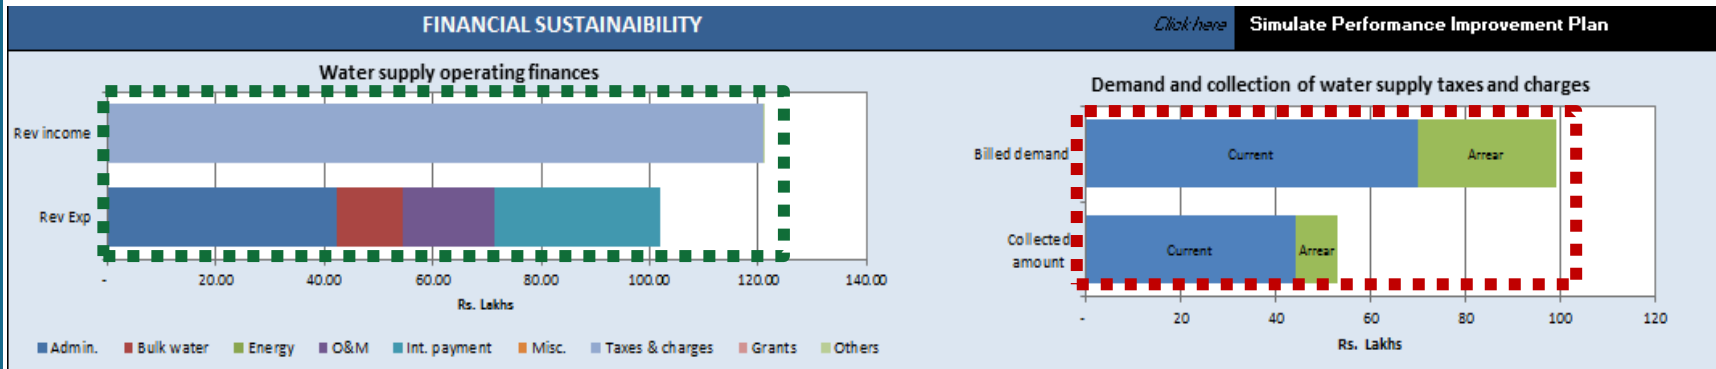 FINANCIAL SUSTAINAIBILITY
Click here
Simulate Performance Improvement Plan
Water supply operating finances
Rev income
Rev Exp
-
20.00
40.00
60.00
80.00
100.00
120.00
140.00
Rs. Lakhs
Admin.
Bulk water
Energy
O&M
Int. payment
Misc.
Taxes & charges
Grants
Others
Demand and collection of water supply taxes and charges
Billed demand
Current
Arrear
Collected
amount
Current
Arrear
-
20
40
60
80
100
120
Rs. Lakhs